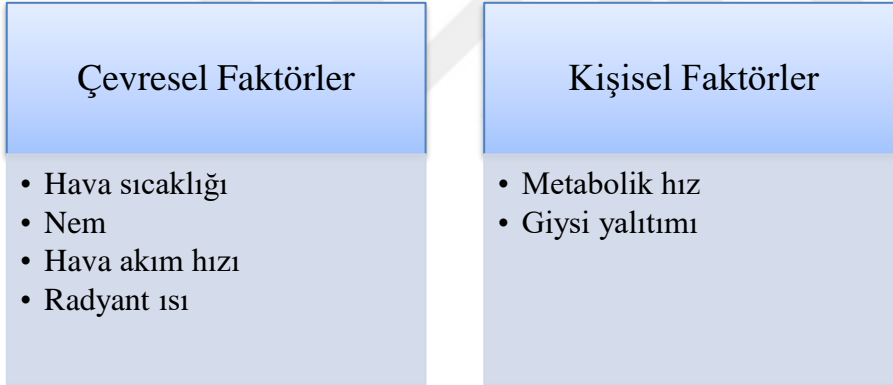 Çevresel Faktörler
• Hava sıcaklığı
• Nem
• Hava akım hızı
• Radyant ısı
Kişisel Faktörler
• Metabolik hız
• Giysi yalıtımı